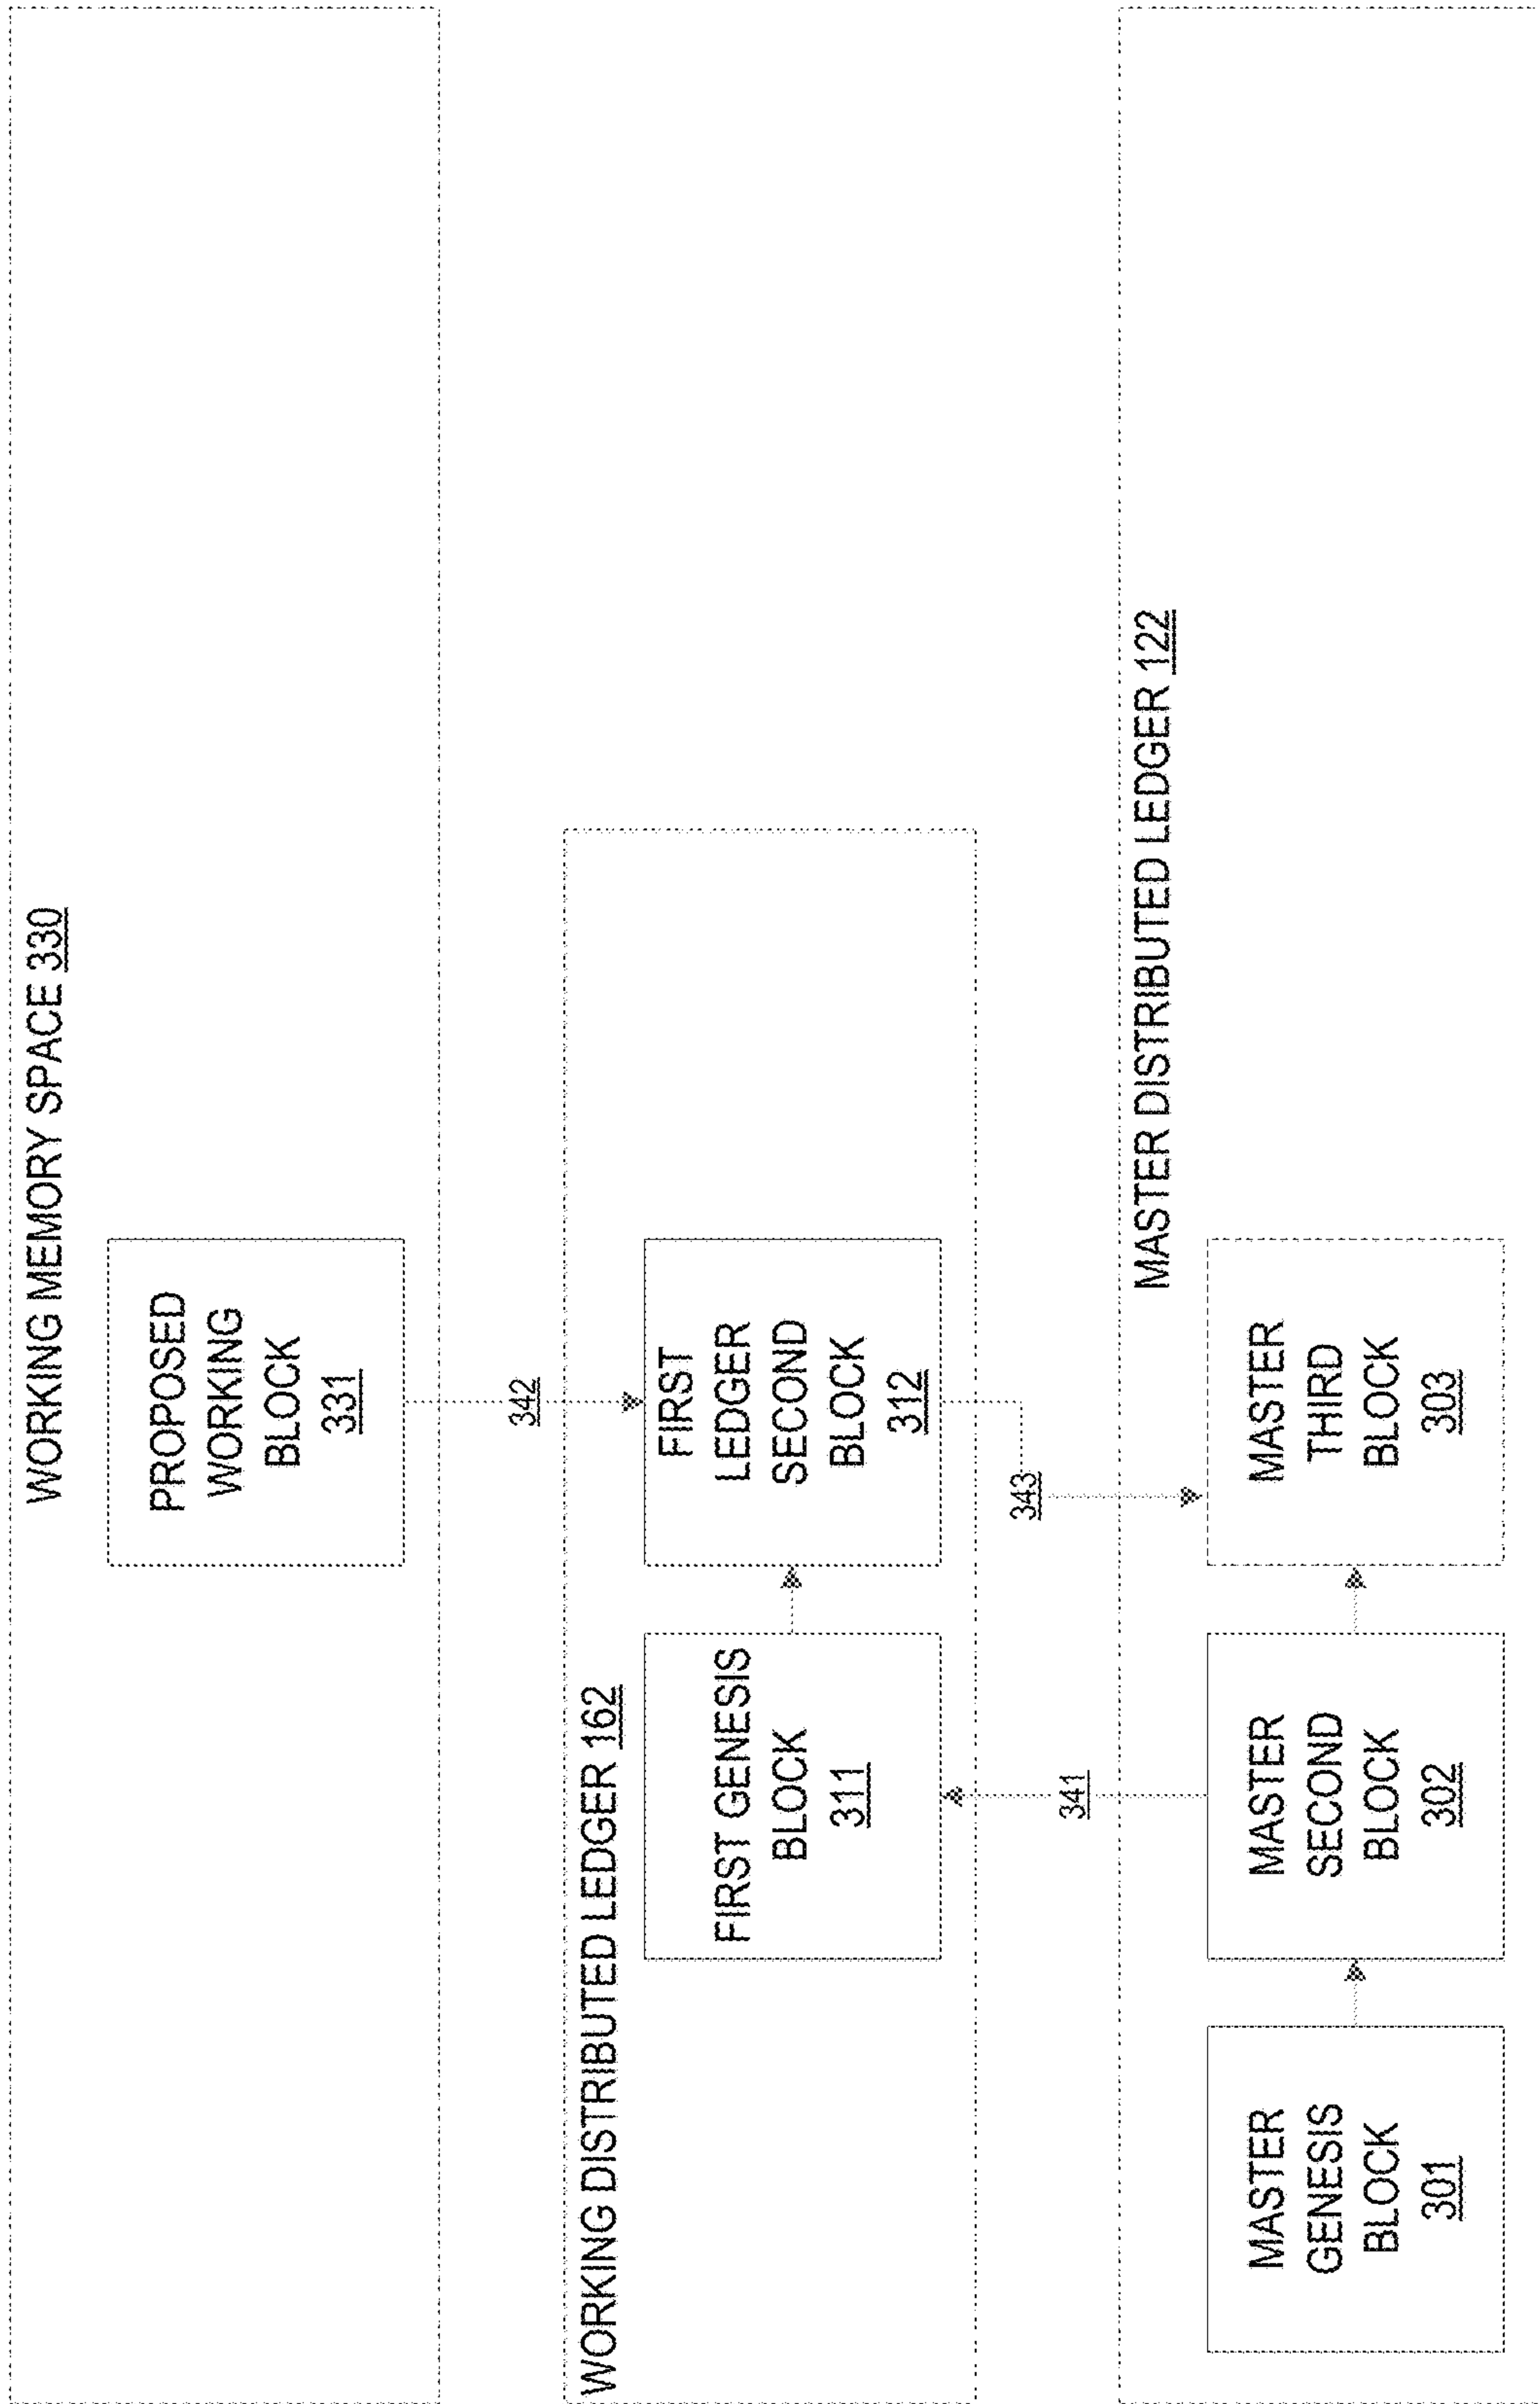 WORKING MEMORY SPACE 330
PROPOSED
WORKING
BLOCK
331
342
WORKING DISTRIBUTED LEDGER 162
FIRST GENESIS
BLOCK
311
FIRST
LEDGER
SECOND
BLOCK
312
341
343
MASTER DISTRIBUTED LEDGER 122
MASTER
GENESIS
BLOCK
301
MASTER
SECOND
BLOCK
302
MASTER
THIRD
BLOCK
303